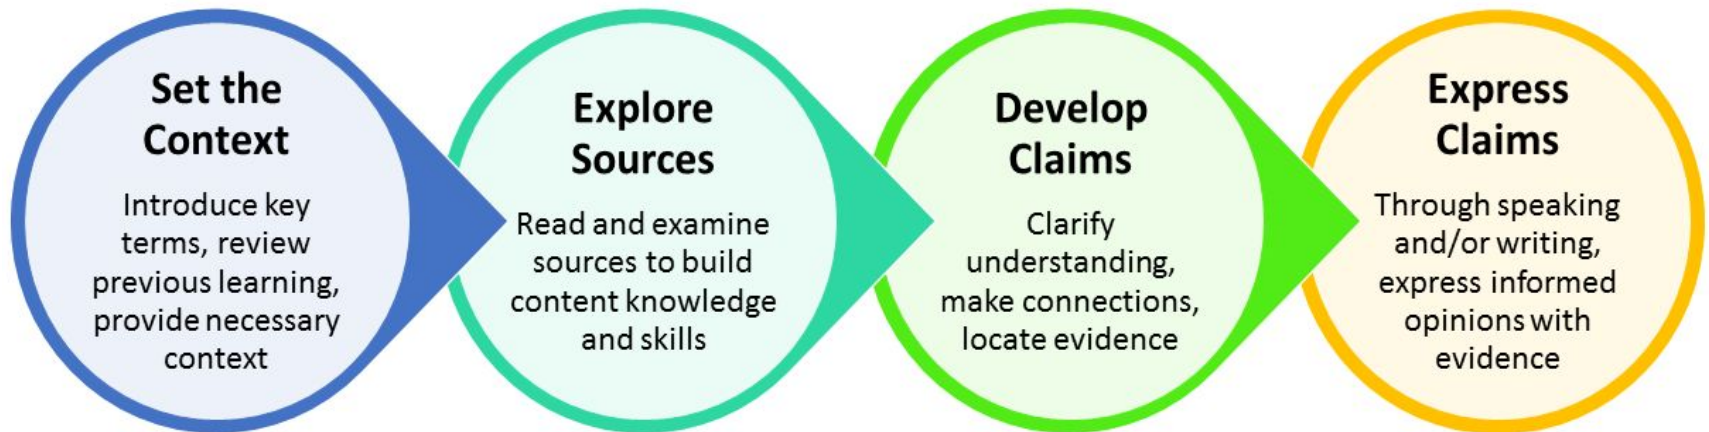 Set the
Context
Introduce key
terms, review
previous learning,
provide necessary
context
Explore
Sources
Read and examine
sources to build
content knowledge
and skills
Develop
Claims
Clarify
understanding,
make connections,
locate evidence
Express
Claims
Through speaking
and/or writing,
express informed
opinions with
evidence